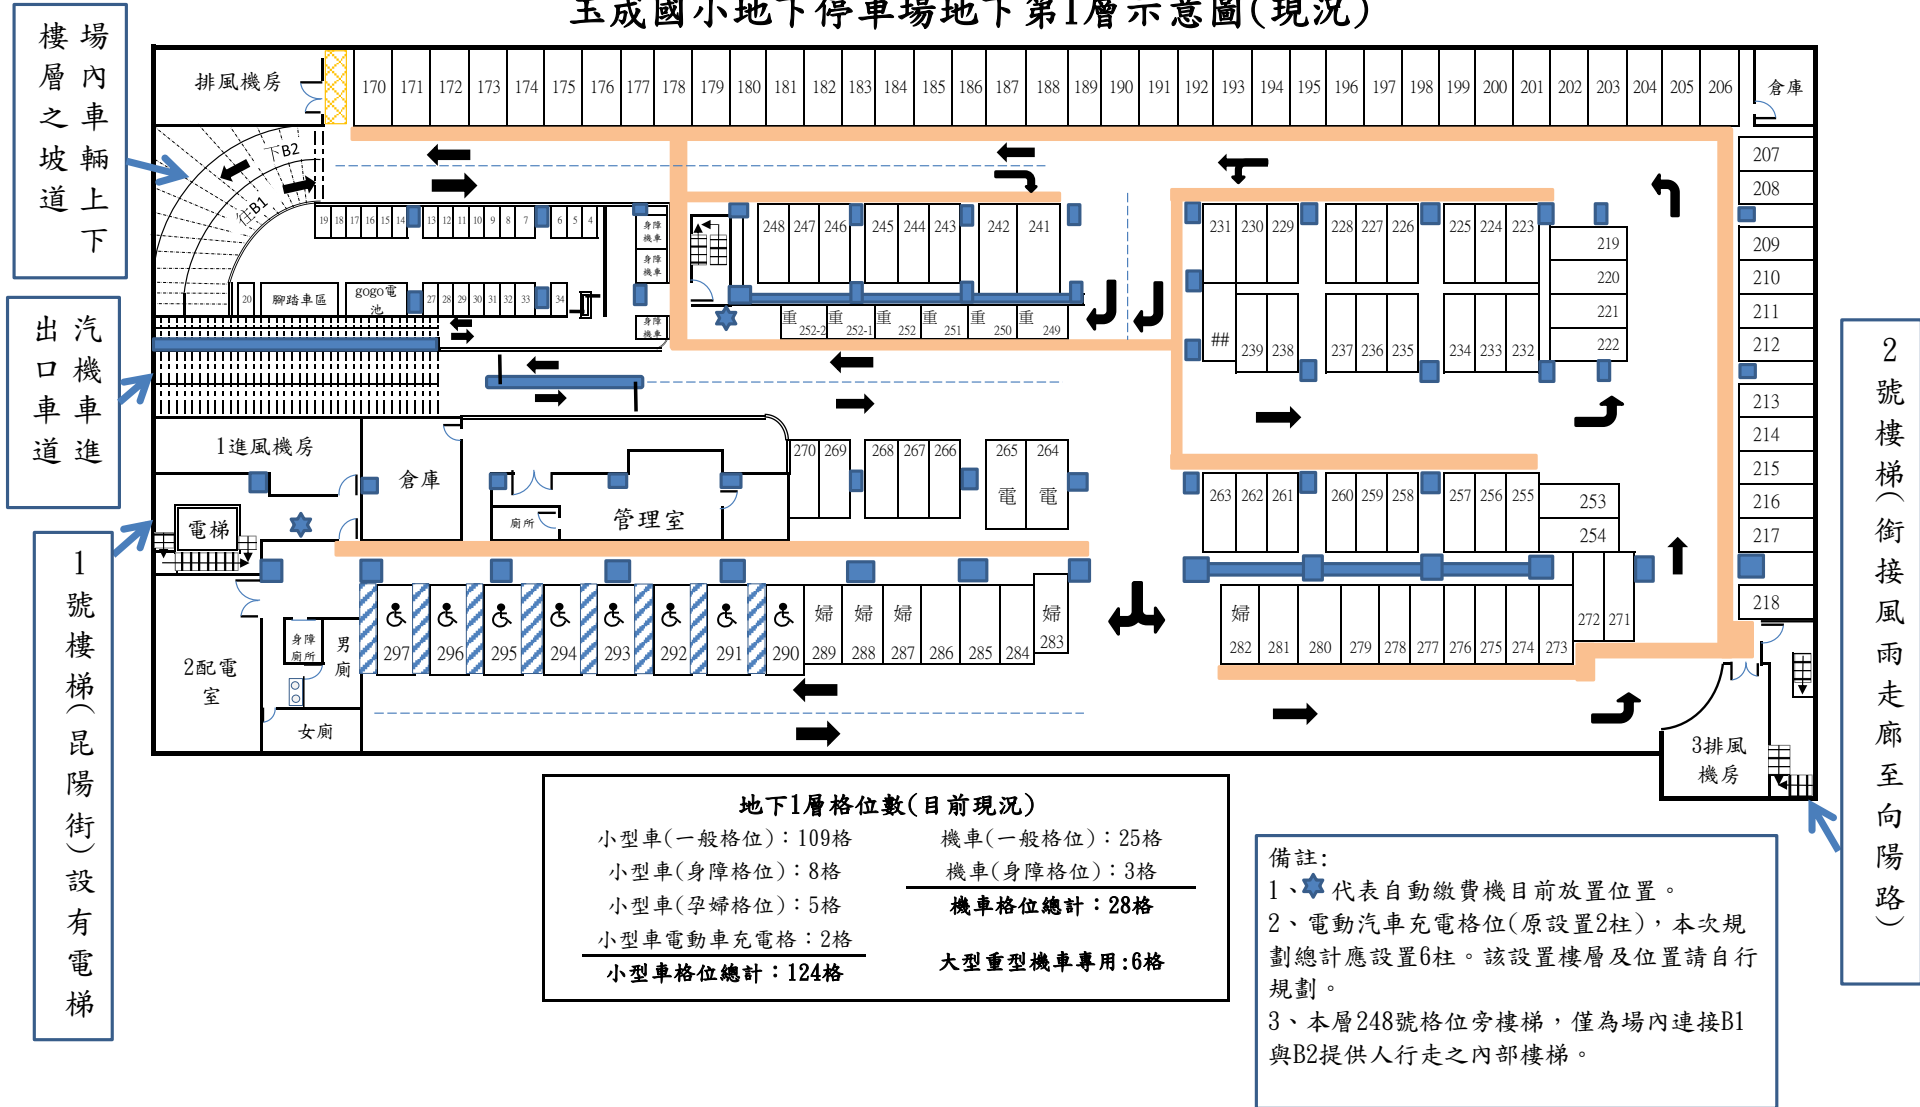 玉成國小地下停車場地下第1層示意圖(現況)
場內車輛上下
樓層之坡道
汽機車進
出口車道
1號樓梯(昆陽街)設有電梯
2號樓梯(銜接風雨走廊至向陽路)
排風機房
170 171 172 173 174 175 176 177 178 179 180 181 182 183 184 185 186 187 188 189 190 191 192 193 194 195 196 197 198 199 200 201 202 203 204 205 206
倉庫
下B2
往B1
207
208
209
210
211
212
213
214
215
216
217
218
19 18 17 16 15 14 13 12 11 10 9 8 7 6 5 4
身障
機車
身障
機車
身障
機車
20
腳踏車區
gogo電
池
27 28 29 30 31 32 33 34
248 247 246 245 244 243 242 241
重 252-2
重 252-1
重 252
重 251
重 250
重 249
231 230 229 228 227 226 225 224 223
219
220
221
222
## 239 238 237 236 235 234 233 232
1進風機房
倉庫
電梯
廁所
管理室
270 269 268 267 266 265 264
電 電
263 262 261 260 259 258 257 256 255
253
254
2配電
室
身障
廁所
男
廁
女廁
297 296 295 294 293 292 291 290
婦 289
婦 288
婦 287
286 285 284
婦 283
婦 282
281 280 279 278 277 276 275 274 273 272 271
3排風
機房
地下1層格位數(目前現況)
小型車(一般格位)：109格
小型車(身障格位)：8格
小型車(孕婦格位)：5格
小型車電動車充電格：2格
小型車格位總計：124格
機車(一般格位)：25格
機車(身障格位)：3格
機車格位總計：28格
大型重型機車專用:6格
備註:
1、代表自動繳費機目前放置位置。
2、電動汽車充電格位(原設置2柱)，本次規
劃總計應設置6柱。該設置樓層及位置請自行
規劃。
3、本層248號格位旁樓梯，僅為場內連接B1
與B2提供人行走之內部樓梯。